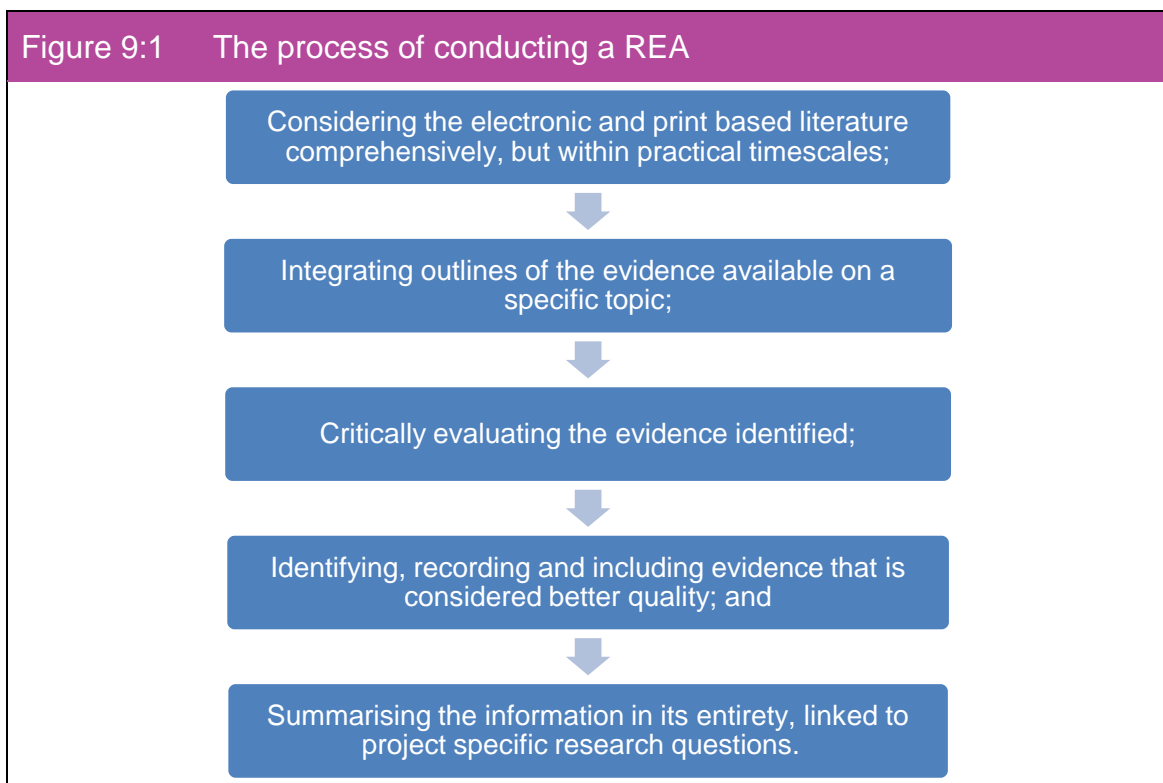 Figure 9:1 The process of conducting a REA
Considering the electronic and print based literature
comprehensively, but within practical timescales;
Integrating outlines of the evidence available on a
specific topic;
Critically evaluating the evidence identified;
Identifying, recording and including evidence that is
considered better quality; and
Summarising the information in its entirety, linked to
project specific research questions.